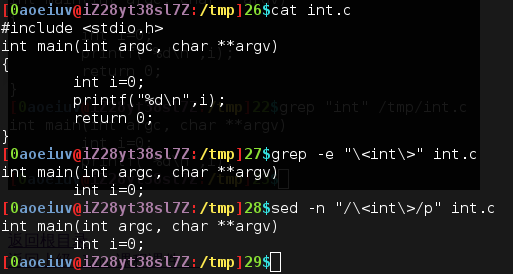 [0aoeiuv@iZ28yt38sl7Z:/tmp]26$cat int.c
#include <stdio.h>
int main(int argc, char **argv)
{
        int i=0;
        printf("%d\n",i);
        return 0;
}
[0aoeiuv@iZ28yt38sl7Z:/tmp]27$grep -e "\<int\>" int.c
int main(int argc, char **argv)
        int i=0;
[0aoeiuv@iZ28yt38sl7Z:/tmp]28$sed -n "/\<int\>/p" int.c
int main(int argc, char **argv)
        int i=0;
[0aoeiuv@iZ28yt38sl7Z:/tmp]29$